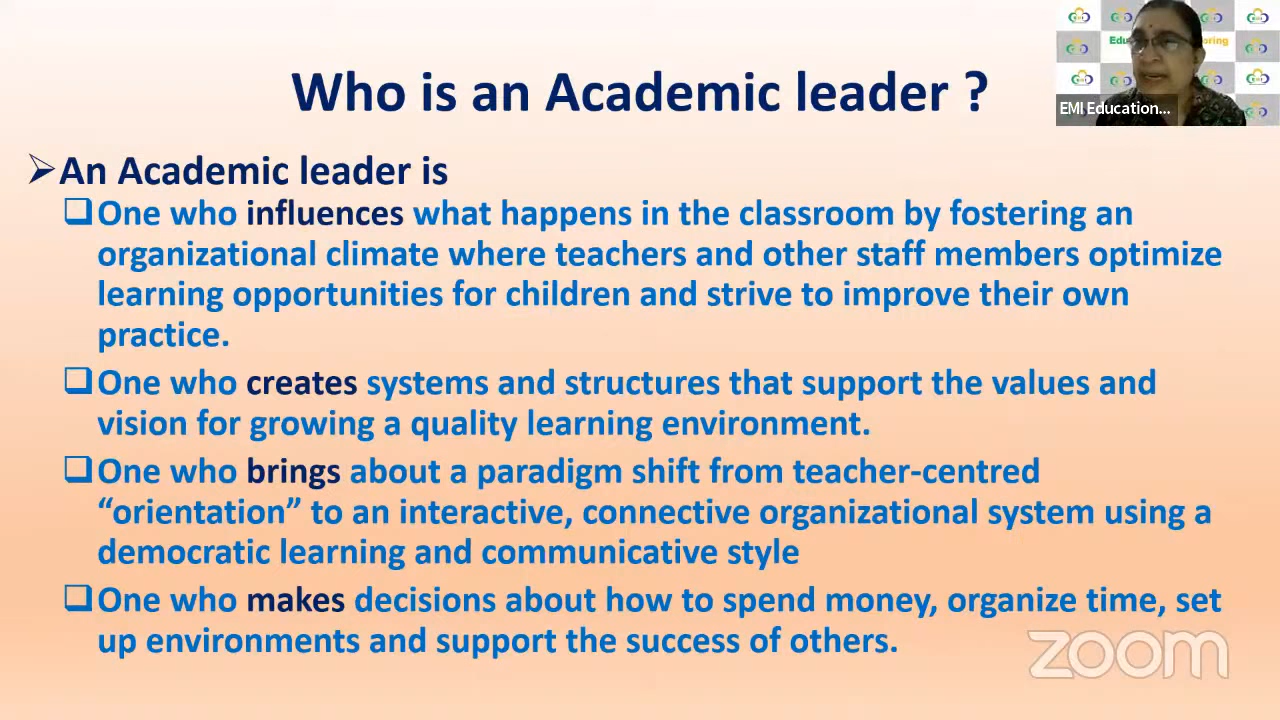 Who is an Academic leader ?
EMI Education...
An Academic leader is
One who influences what happens in the classroom by fostering an
organizational climate where teachers and other staff members optimize
learning opportunities for children and strive to improve their own
practice.
One who creates systems and structures that support the values and
vision for growing a quality learning environment.
One who brings about a paradigm shift from teacher-centred
“orientation” to an interactive, connective organizational system using a
democratic learning and communicative style
One who makes decisions about how to spend money, organize time, set
up environments and support the success of others.
zoom